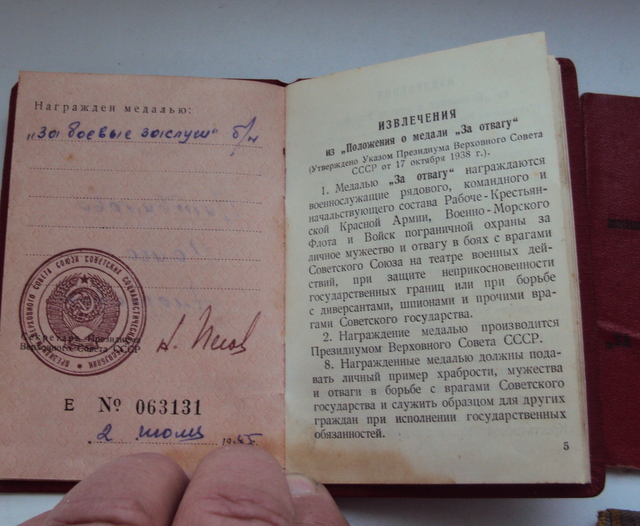 Награжден медалью:
"За боевые заслуги" б/н
Секретарь Президиума
Верховного Совета СССР
Е № 063131
2 июля 1945
ИЗВЛЕЧЕНИЯ
из „Положения о медали „За отвагу"
(Утверждено Указом Президиума Верховного Совета
СССР от 17 октября 1938 г.).
1. Медалью „За отвагу" награждаются
военнослужащие рядового, командного и
начальствующего состава Рабоче-Крестьян-
ской Красной Армии, Военно-Морского
Флота и Войск пограничной охраны за
личное мужество и отвагу в боях с врагами
Советского Союза на театре военных дей-
ствий, при защите неприкосновенности
государственных границ или при борьбе
с диверсантами, шпионами и прочими вра-
гами Советского государства.
2. Награждение медалью производится
Президиумом Верховного Совета СССР.
8. Награжденные медалью должны пода-
вать личный пример храбрости, мужества
и отваги в борьбе с врагами Советского
государства и служить образцом для других
граждан при исполнении государственных
обязанностей.
5